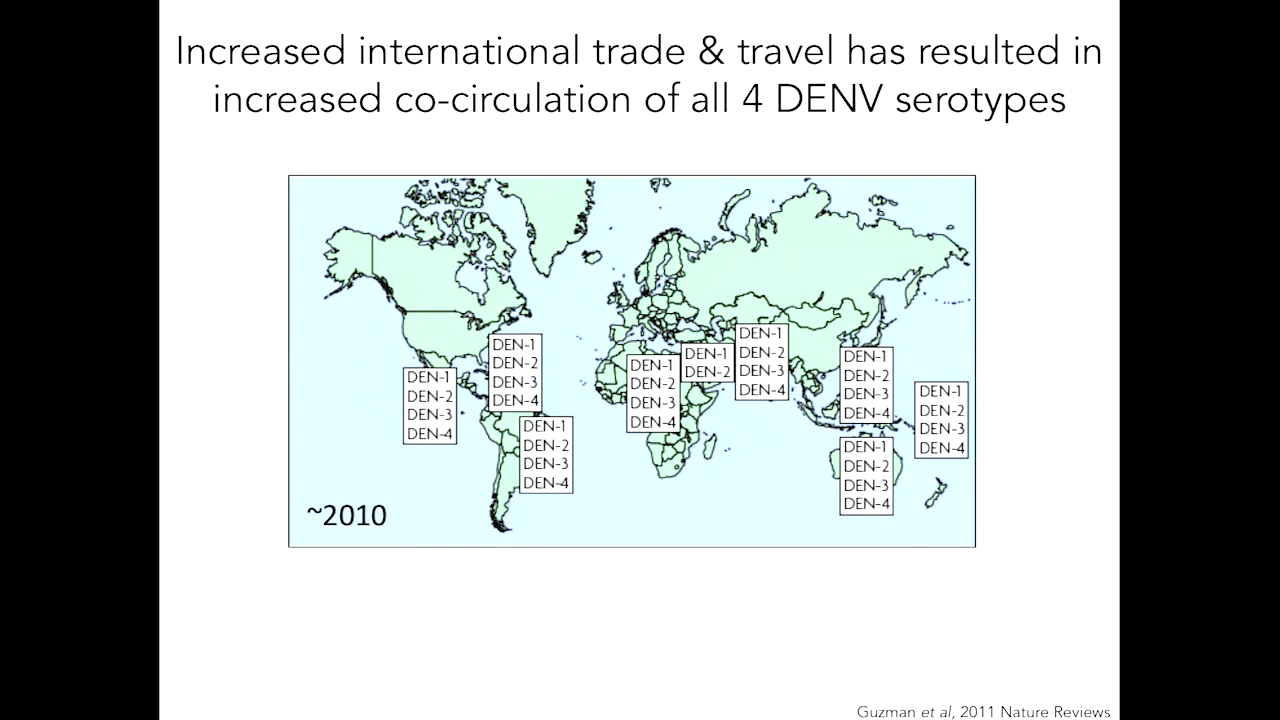 Increased international trade & travel has resulted in
increased co-circulation of all 4 DENV serotypes
DEN-1
DEN-2
DEN-3
DEN-4
DEN-1
DEN-2
DEN-3
DEN-4
DEN-1
DEN-2
DEN-3
DEN-4
DEN-1
DEN-2
DEN-3
DEN-4
DEN-1
DEN-2
DEN-1
DEN-2
DEN-3
DEN-4
DEN-1
DEN-2
DEN-3
DEN-4
DEN-1
DEN-2
DEN-3
DEN-4
DEN-1
DEN-2
DEN-3
DEN-4
~2010
Guzman et al, 2011 Nature Reviews